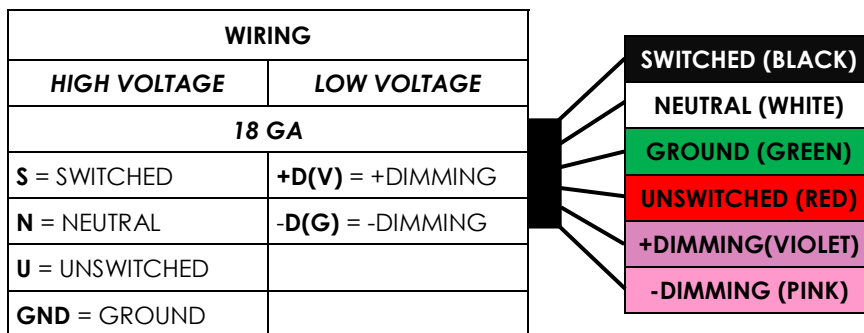 WIRING
HIGH VOLTAGE LOW VOLTAGE
18 GA
S = SWITCHED +D(V) = +DIMMING
N = NEUTRAL -D(G) = -DIMMING
U = UNSWITCHED
GND = GROUND
SWITCHED (BLACK)
NEUTRAL (WHITE)
GROUND (GREEN)
UNSWITCHED (RED)
+DIMMING(VIOLET)
-DIMMING (PINK)